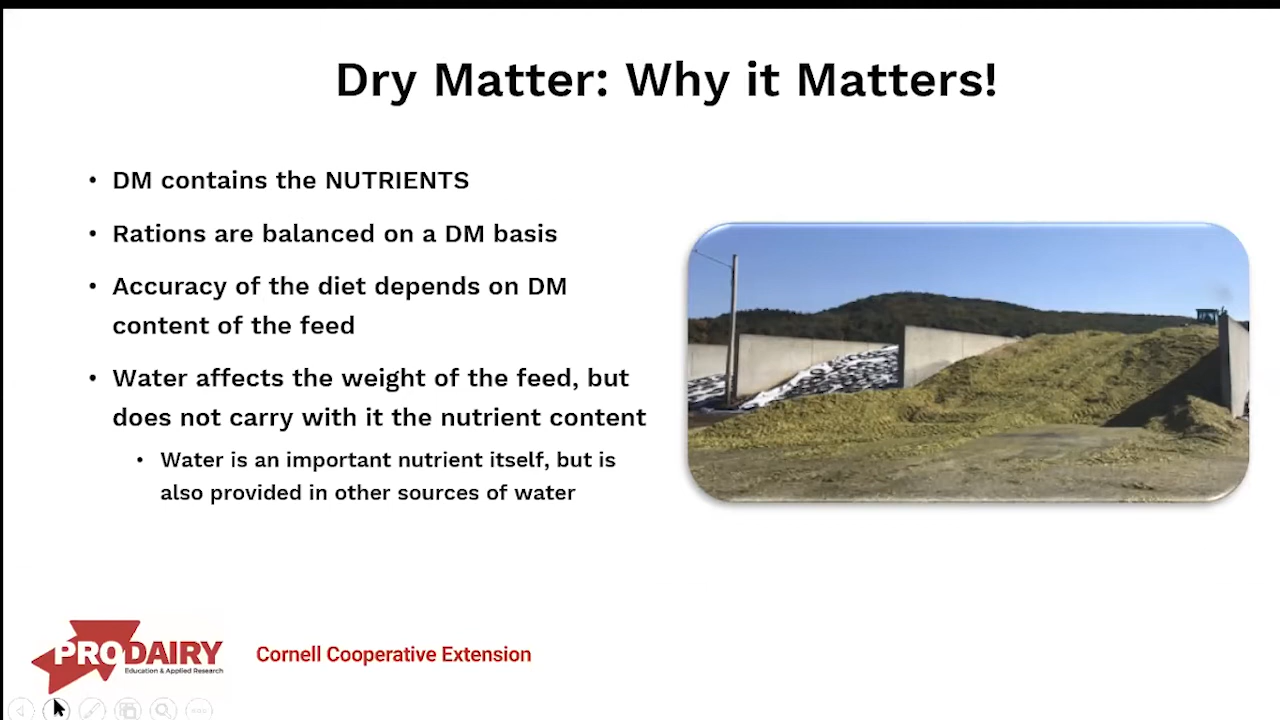 Dry Matter: Why it Matters!
• DM contains the NUTRIENTS
• Rations are balanced on a DM basis
• Accuracy of the diet depends on DM
content of the feed
• Water affects the weight of the feed, but
does not carry with it the nutrient content
• Water is an important nutrient itself, but is
also provided in other sources of water
PRODAIRY
Education & Applied Research
Cornell Cooperative Extension